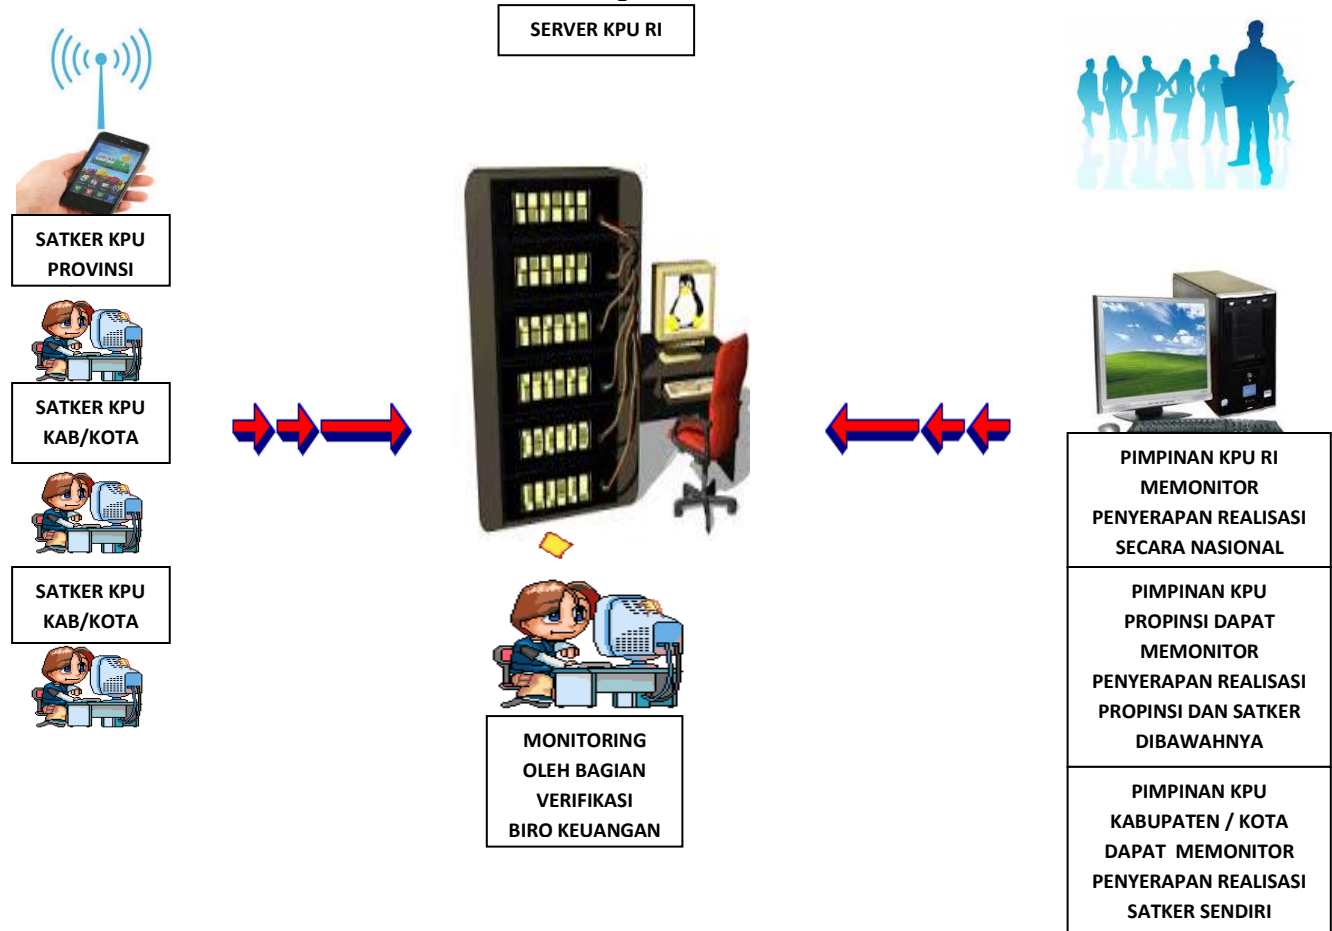 SERVER KPU RI
SATKER KPU
PROVINSI
SATKER KPU
KAB/KOTA
SATKER KPU
KAB/KOTA
MONITORING
OLEH BAGIAN
VERIFIKASI
BIRO KEUANGAN
PIMPINAN KPU RI
MEMONITOR
PENYERAPAN REALISASI
SECARA NASIONAL
PIMPINAN KPU
PROPINSI DAPAT
MEMONITOR
PENYERAPAN REALISASI
PROPINSI DAN SATKER
DIBAWAHNYA
PIMPINAN KPU
KABUPATEN / KOTA
DAPAT  MEMONITOR
PENYERAPAN REALISASI
SATKER SENDIRI